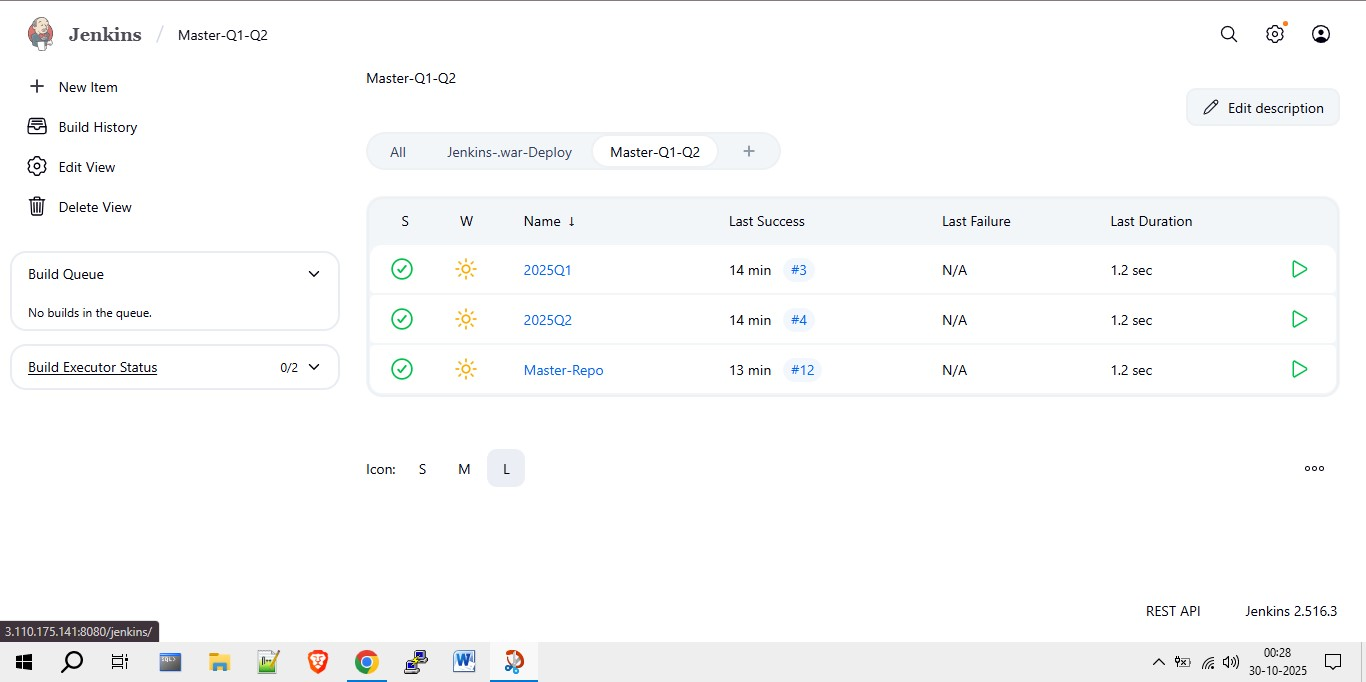 Jenkins / Master-Q1-Q2
New Item
Build History
Edit View
Delete View
Build Queue
No builds in the queue.
Build Executor Status 0/2
Master-Q1-Q2
Edit description
All Jenkins-.war-Deploy Master-Q1-Q2 +
S W Name ↓ Last Success Last Failure Last Duration
2025Q1 14 min #3 N/A 1.2 sec
2025Q2 14 min #4 N/A 1.2 sec
Master-Repo 13 min #12 N/A 1.2 sec
Icon: S M L
REST API Jenkins 2.516.3
3.110.175.141:8080/jenkins/
SQL>
W
00:28
30-10-2025